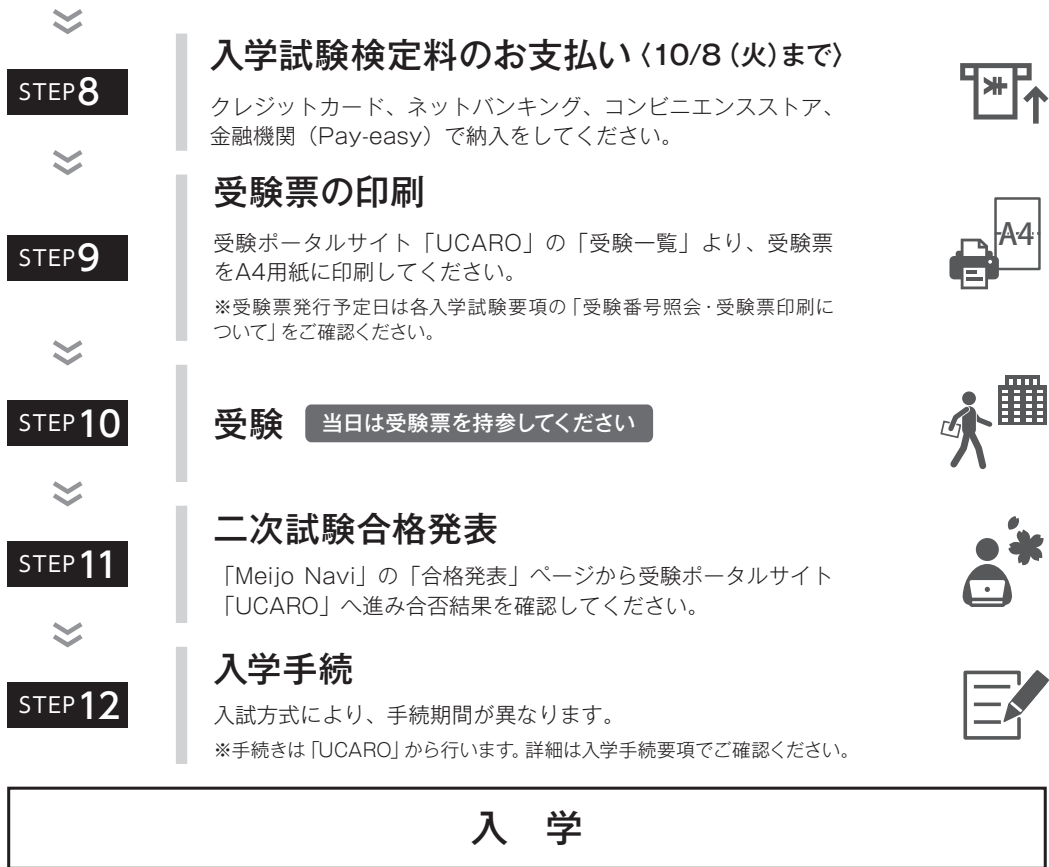 STEP8
入学試験検定料のお支払い〈10/8(火)まで〉
クレジットカード、ネットバンキング、コンビニエンスストア、
金融機関(Pay-easy)で納入をしてください。
STEP9
受験票の印刷
受験ポータルサイト「UCARO」の「受験一覧」より、受験票
をA4用紙に印刷してください。
※受験票発行予定日は各入学試験要項の「受験番号照会・受験票印刷に
ついて」をご確認ください。
A4
STEP10
受験 当日は受験票を持参してください
STEP11
二次試験合格発表
「Meijo Navi」の「合格発表」ページから受験ポータルサイト
「UCARO」へ進み合否結果を確認してください。
STEP12
入学手続
入試方式により、手続期間が異なります。
※手続きは「UCARO」から行います。詳細は入学手続要項でご確認ください。
入 学